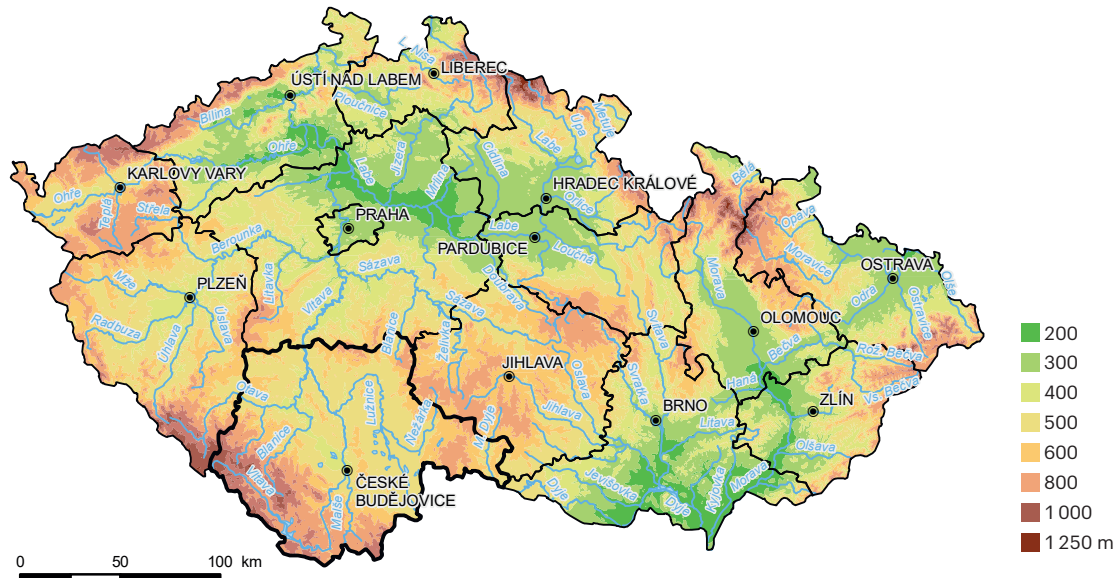 L. Nisa
LIBEREC
ÚSTÍ NAD LABEM
Ploučnice
Bílina
Metuje
Úpa
Labe
Ohře
Jizera
Cidlina
Mrlina
Labe
KARLOVY VARY
Ohře
Teplá
Střela
HRADEC KRÁLOVÉ
Orlice
Bělá
Opava
PRAHA
Labe
PARDUBICE
Loučná
Berounka
Sázava
Doubrava
Morava
Moravice
OSTRAVA
Olše
Mže
PLZEŇ
Litavka
Vltava
Sázava
Odra
Ostravice
Radbuza
Úhlava
Úslava
Blanice
Želivka
Svitava
OLOMOUC
Bečva
Rož. Bečva
JIHLAVA
Oslava
Svratka
Haná
Vs. Bečva
Otava
Lužnice
Nežárka
M. Dyje
Jihlava
BRNO
Litava
ZLÍN
Blanice
Olšava
Vltava
ČESKÉ
BUDĚJOVICE
Malše
Dyje
Jevišovka
Dyje
Kyjovka
Morava
200
300
400
500
600
800
1 000
1 250 m
0 50 100 km